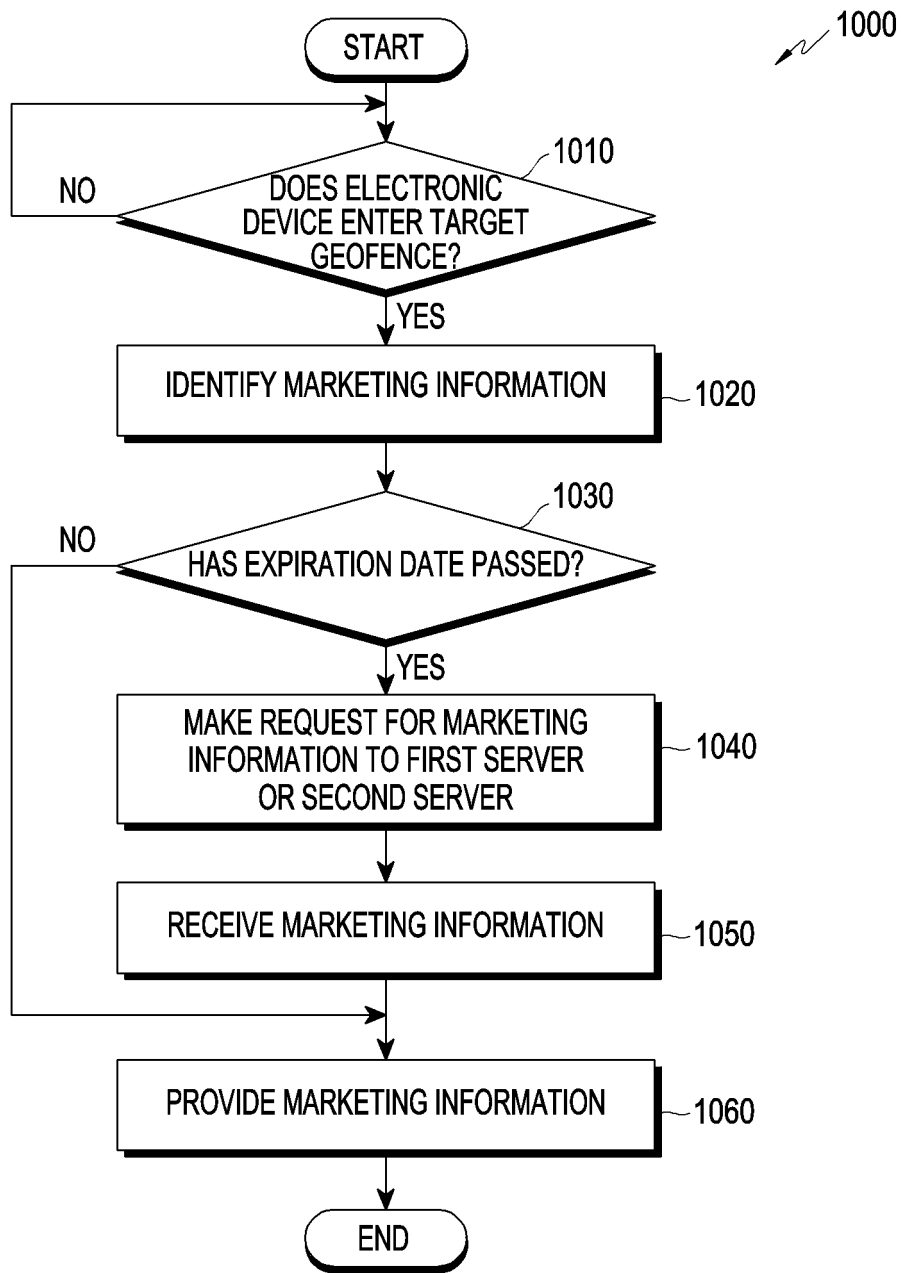 1000
START
1010
NO
DOES ELECTRONIC
DEVICE ENTER TARGET
GEOFENCE?
YES
IDENTIFY MARKETING INFORMATION
1020
1030
NO
HAS EXPIRATION DATE PASSED?
YES
MAKE REQUEST FOR MARKETING
INFORMATION TO FIRST SERVER
OR SECOND SERVER
1040
RECEIVE MARKETING INFORMATION
1050
PROVIDE MARKETING INFORMATION
1060
END